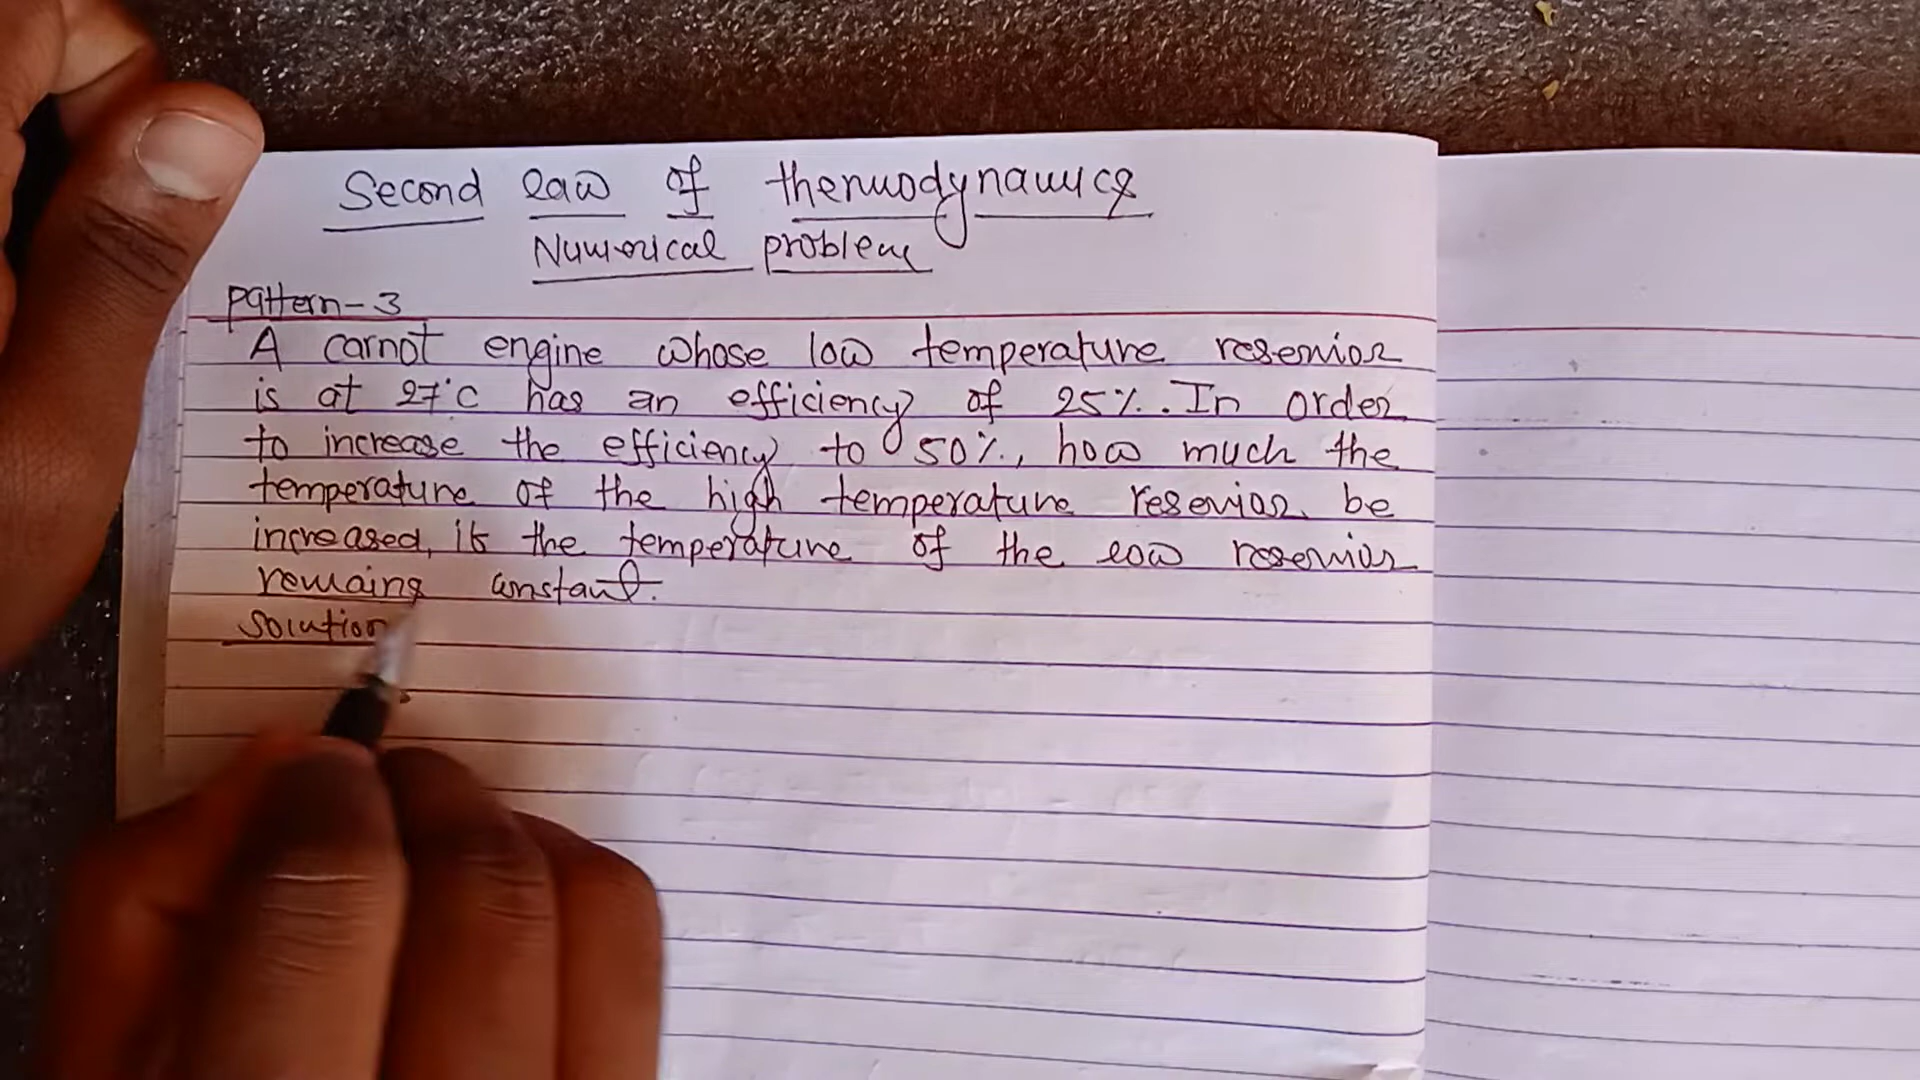 Second law of thermodynamics
Numerical problem
Pattern-3
A carnot engine whose low temperature reservior
is at 27°C has an efficiency of 25%. In order
to increase the efficiency to 50%, how much the
temperature of the high temperature resevior be
increased, if the temperature of the low reservior
remains constant.
Solution